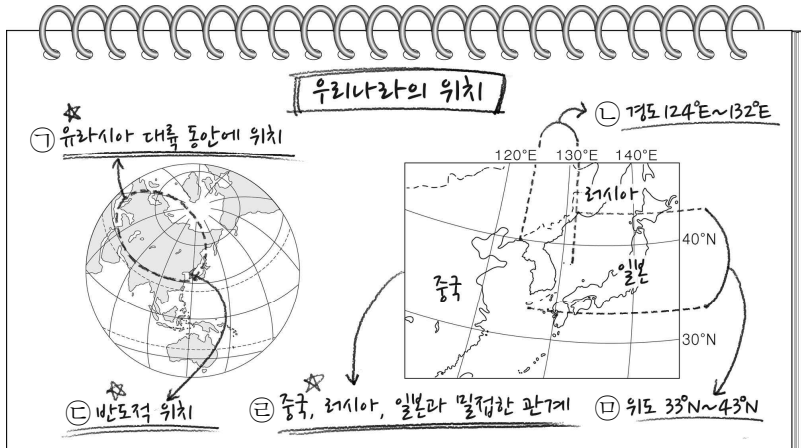 우리나라의 위치
㉠ 유라시아 대륙 동안에 위치
㉡ 경도 124°E~132°E
120°E 130°E 140°E
러시아
40°N
일본
중국
30°N
㉢ 반도적 위치
㉣ 중국, 러시아, 일본과 밀접한 관계
㉤ 위도 33°N~43°N